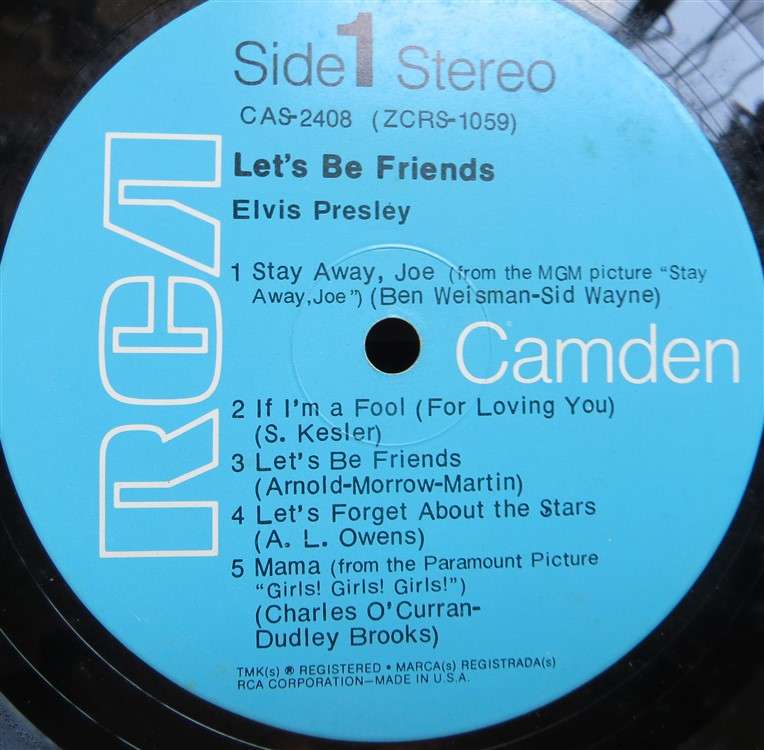 Side 1 Stereo
CAS-2408 (ZCRS-1059)
Let's Be Friends
Elvis Presley
RCA
1 Stay Away, Joe (from the MGM picture "Stay
Away,Joe") (Ben Weisman-Sid Wayne)
Camden
2 If I'm a Fool (For Loving You)
(S. Kesler)
3 Let's Be Friends
(Arnold-Morrow-Martin)
4 Let's Forget About the Stars
(A. L. Owens)
5 Mama (from the Paramount Picture
"Girls! Girls! Girls!")
(Charles O'Curran-
Dudley Brooks)
TMK(s) ® REGISTERED • MARCA(s) REGISTRADA(s)
RCA CORPORATION—MADE IN U.S.A.